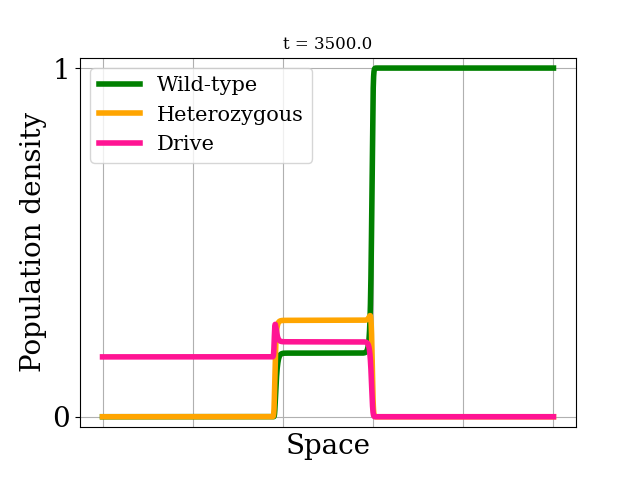 t = 3500.0
1
Wild-type
Heterozygous
Drive
Population density
0
Space